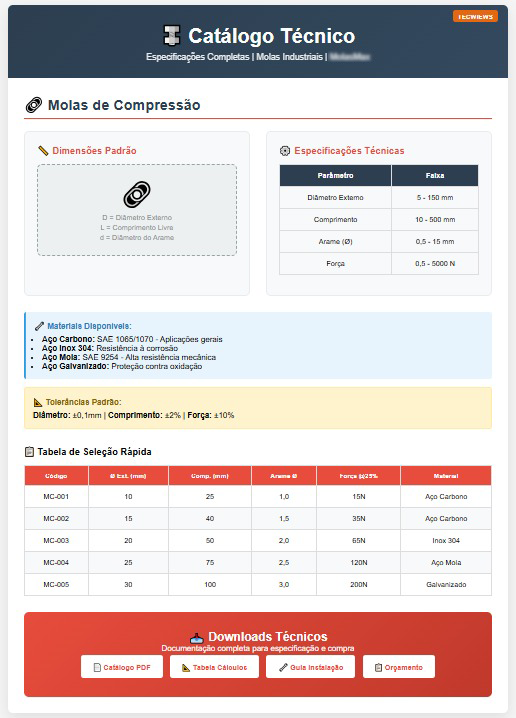 TECWIEWS
Catálogo Técnico
Especificações Completas | Molas Industriais |
Molas de Compressão
Dimensões Padrão
D = Diâmetro Externo
L = Comprimento Livre
d = Diâmetro do Arame
Especificações Técnicas
Parâmetro Faixa
Diâmetro Externo 5 - 150 mm
Comprimento 10 - 500 mm
Arame (Ø) 0,5 - 15 mm
Força 0,5 - 5000 N
Materiais Disponíveis:
Aço Carbono: SAE 1065/1070 - Aplicações gerais
Aço Inox 304: Resistência à corrosão
Aço Mola: SAE 9254 - Alta resistência mecânica
Aço Galvanizado: Proteção contra oxidação
Tolerâncias Padrão:
Diâmetro: ±0,1mm | Comprimento: ±2% | Força: ±10%
Tabela de Seleção Rápida
Código Ø Ext. (mm) Comp. (mm) Arame Ø Força @25% Material
MC-001 10 25 1,0 15N Aço Carbono
MC-002 15 40 1,5 35N Aço Carbono
MC-003 20 50 2,0 65N Inox 304
MC-004 25 75 2,5 120N Aço Mola
MC-005 30 100 3,0 200N Galvanizado
Downloads Técnicos
Documentação completa para especificação e compra
Catálogo PDF Tabela Cálculos Guia Instalação Orçamento